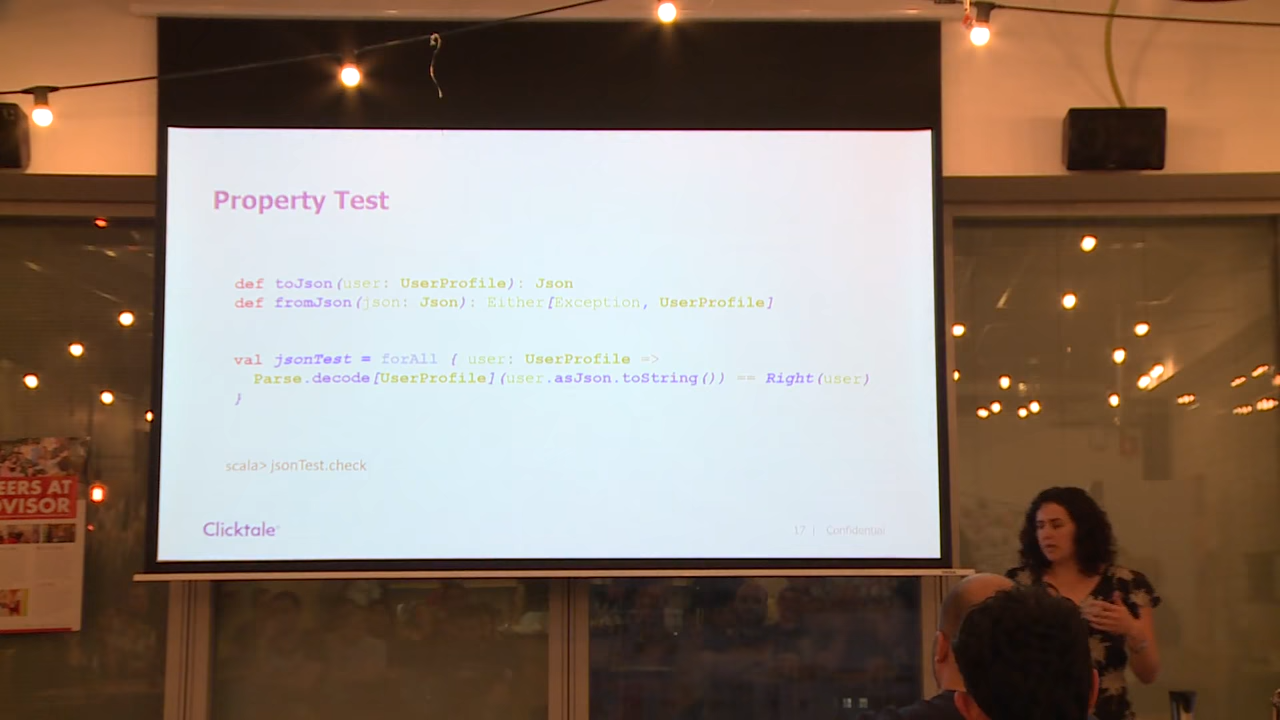 Property Test
def toJson(user: UserProfile): Json
def fromJson(json: Json): Either[Exception, UserProfile]
val jsonTest = forAll { user: UserProfile =>
Parse.decode[UserProfile](user.asJson.toString()) == Right(user)
}
scala> jsonTest.check
Clicktale
17 | Confidential
EERS AT
VISOR